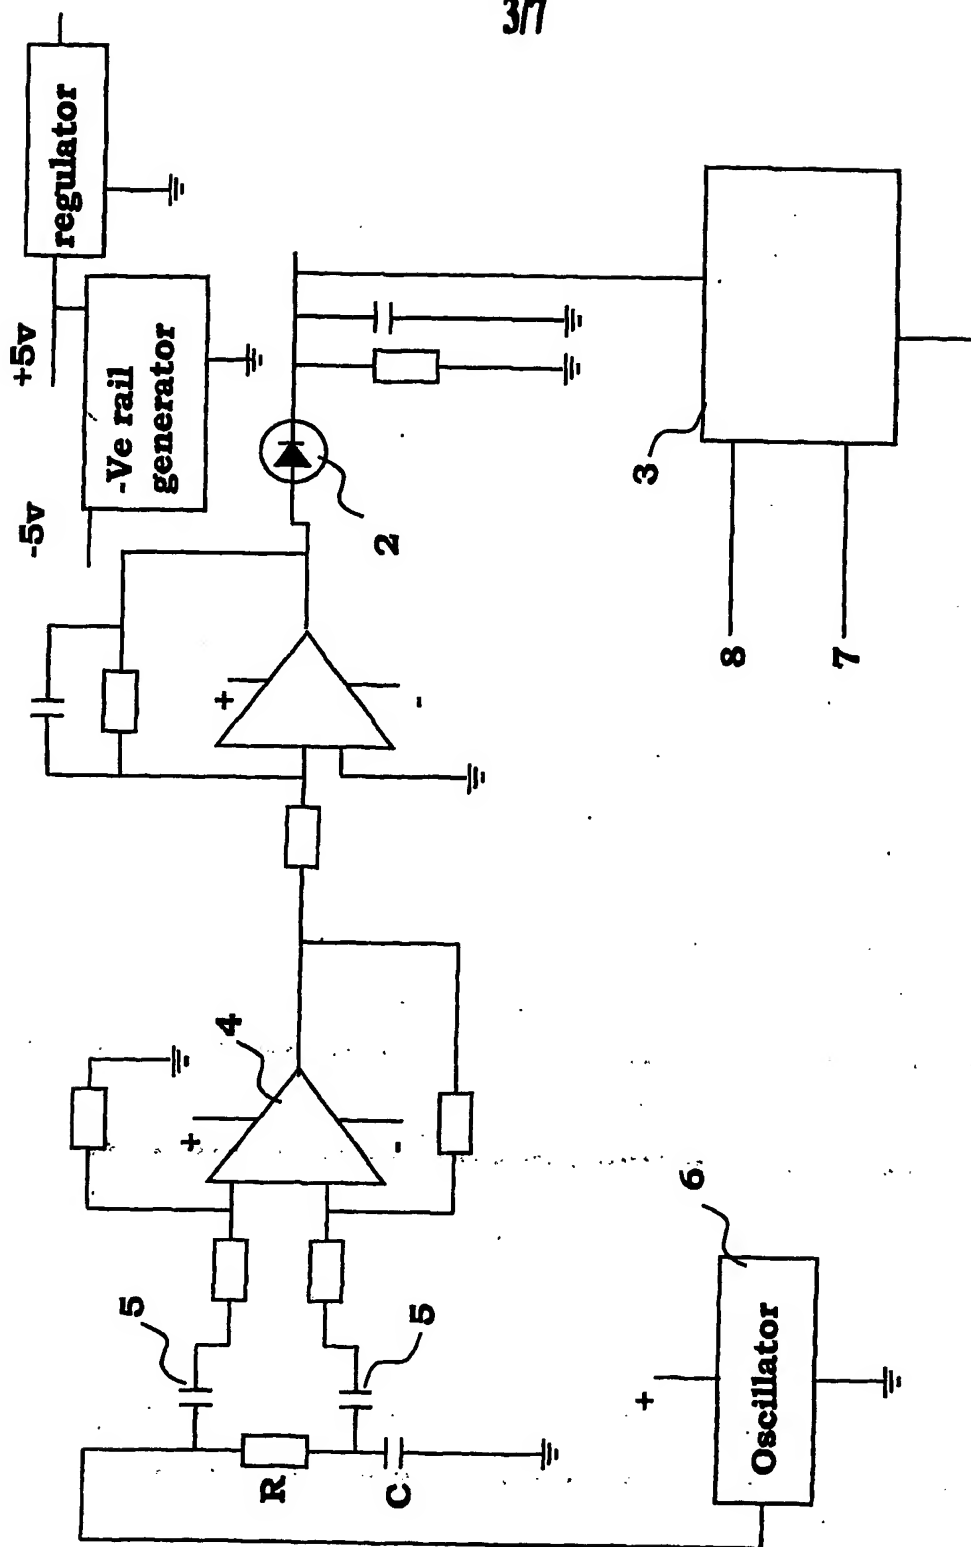 3/7
regulator
+5v
-Ve rail
generator
-5v
2
3
8
7
+
-
4
+
-
5
5
R
C
6
+
Oscillator